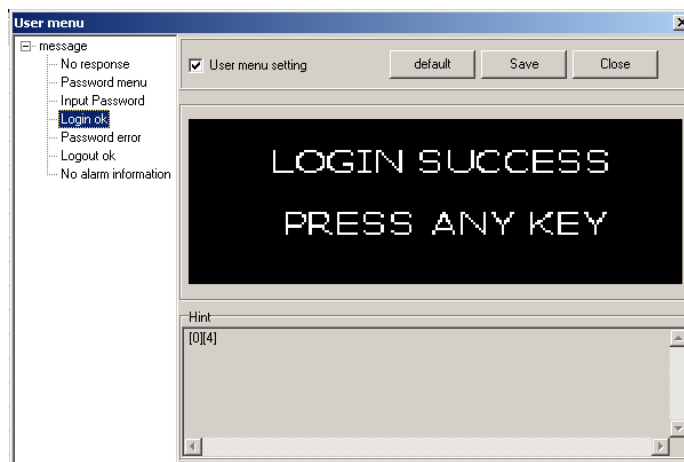 User menu
message
No response
Password menu
Input Password
Login ok
Password error
Logout ok
No alarm information
User menu setting
default
Save
Close
LOGIN SUCCESS
PRESS ANY KEY
Hint
[0][4]